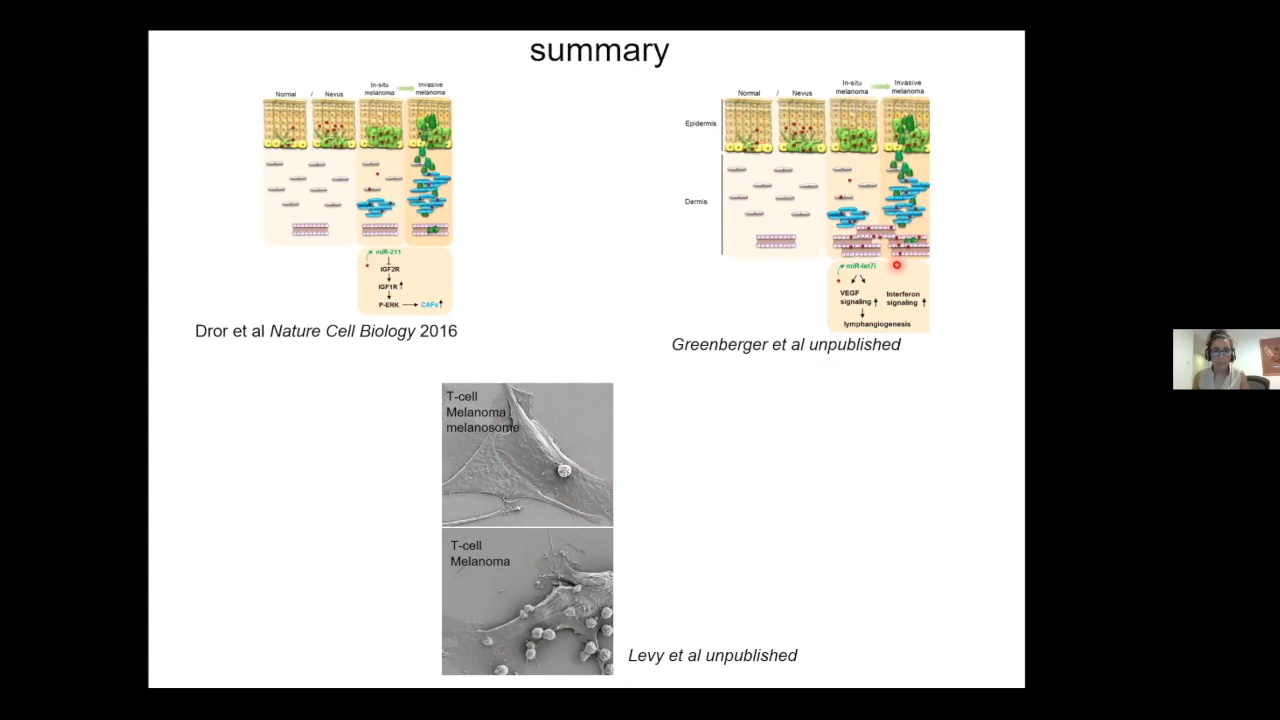 summary
Normal / Nevus
In-situ
melanoma
Invasive
melanoma
miR-211
IGF2R
IGF1R
P-ERK
CAFs
Dror et al Nature Cell Biology 2016
Normal / Nevus
In-situ
melanoma
Invasive
melanoma
Epidermis
Dermis
miR-let7i
VEGF
signaling
Interferon
signaling
lymphangiogenesis
Greenberger et al unpublished
T-cell
Melanoma
melanosome
T-cell
Melanoma
Levy et al unpublished